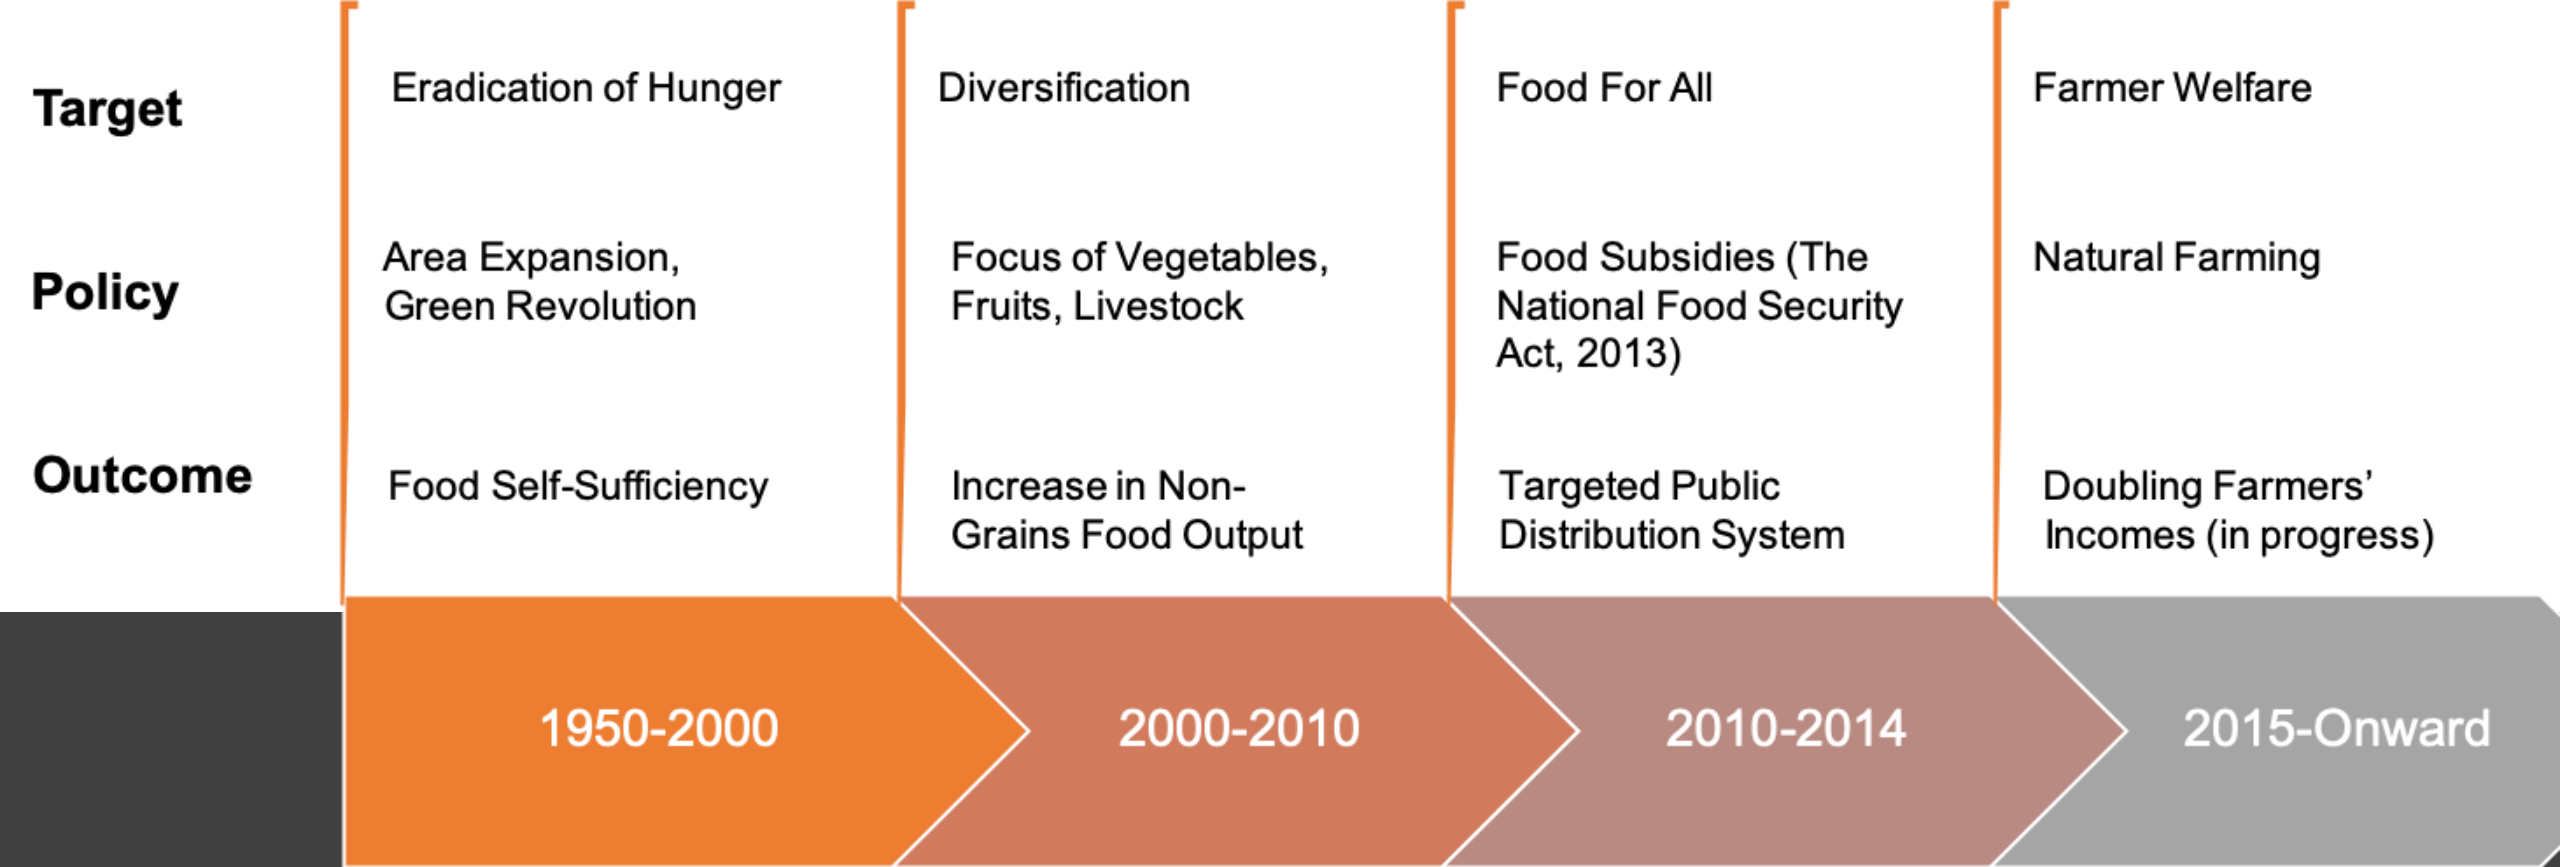 Target
Eradication of Hunger
Diversification
Food For All
Farmer Welfare
Policy
Area Expansion,
Green Revolution
Focus of Vegetables,
Fruits, Livestock
Food Subsidies (The
National Food Security
Act, 2013)
Natural Farming
Outcome
Food Self-Sufficiency
Increase in Non-
Grains Food Output
Targeted Public
Distribution System
Doubling Farmers’
Incomes (in progress)
1950-2000
2000-2010
2010-2014
2015-Onward